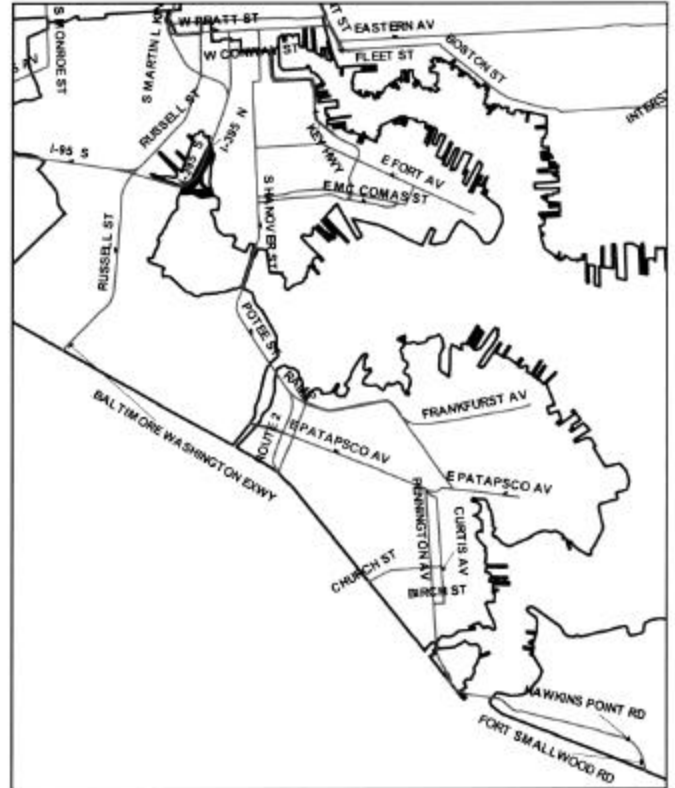 S MONROE ST
S MARTIN L K
W PRATT ST
EASTERN AV
W CONWAY ST
FLEET ST
BOSTON ST
INTERST
RUSSELL ST
I-395 N
I-395 S
KEY HWY
I-95 S
E FORT AV
E MC COMAS ST
S HANOVER ST
RUSSELL ST
POTEE ST
BALTIMORE WASHINGTON EXWY
ROUTE 2
FRANKFURST AV
E PATAPSCO AV
E PATAPSCO AV
PENNINGTON AV
CURTIS AV
CHURCH ST
BIRCH ST
HAWKINS POINT RD
FORT SMALLWOOD RD